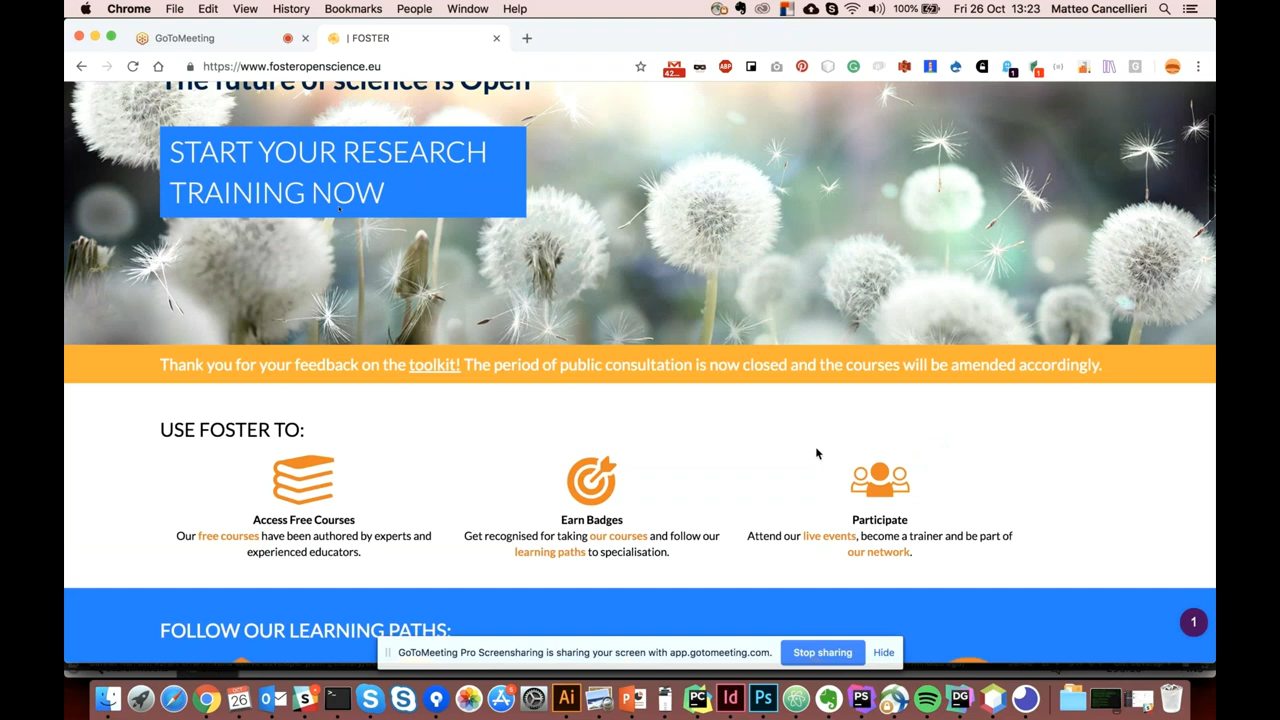 Chrome File Edit View History Bookmarks People Window Help 100% Fri 26 Oct 13:23 Matteo Cancellieri
GoToMeeting | FOSTER
https://www.fosteropenscience.eu
The future of science is Open
START YOUR RESEARCH
TRAINING NOW
Thank you for your feedback on the toolkit! The period of public consultation is now closed and the courses will be amended accordingly.
USE FOSTER TO:
Access Free Courses
Our free courses have been authored by experts and
experienced educators.
Earn Badges
Get recognised for taking our courses and follow our
learning paths to specialisation.
Participate
Attend our live events, become a trainer and be part of
our network.
FOLLOW OUR LEARNING PATHS:
1
GoToMeeting Pro Screensharing is sharing your screen with app.gotomeeting.com. Stop sharing Hide